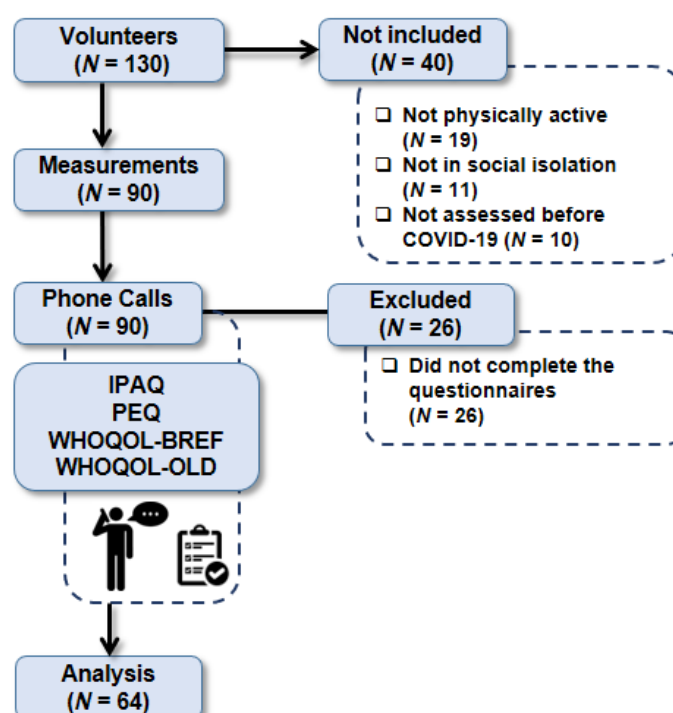 Volunteers
(N = 130)
Not included
(N = 40)
❑ Not physically active
(N = 19)
❑ Not in social isolation
(N = 11)
❑ Not assessed before
COVID-19 (N = 10)
Measurements
(N = 90)
Phone Calls
(N = 90)
Excluded
(N = 26)
❑ Did not complete the
questionnaires
(N = 26)
IPAQ
PEQ
WHOQOL-BREF
WHOQOL-OLD
Analysis
(N = 64)